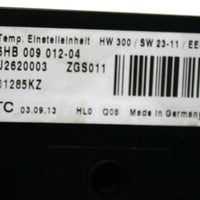 Temp. Einstelleinheit HW 300 / SW 23-11 / EE
5HB 009 012-04
J2620003 ZGS011
01285KZ
TC 03.09.13 HL0 Q08 Made in Germany